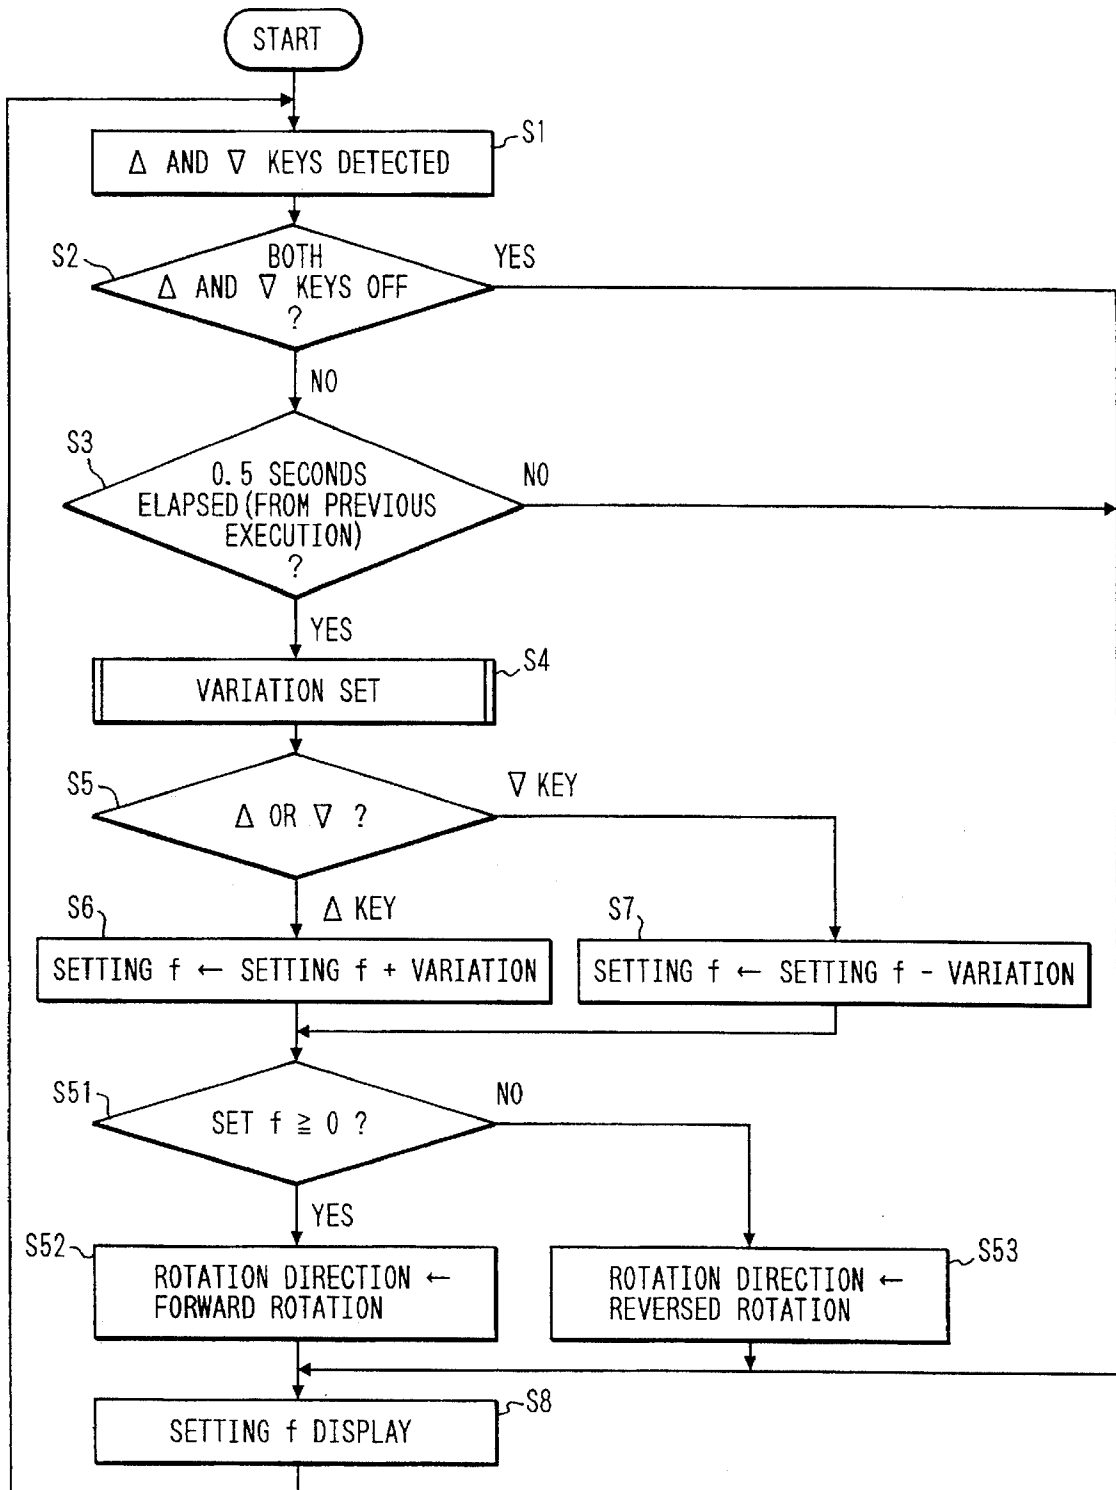 START
S1
Δ AND ∇ KEYS DETECTED
S2
BOTH
Δ AND ∇ KEYS OFF
?
YES
NO
S3
0.5 SECONDS
ELAPSED(FROM PREVIOUS
EXECUTION)
?
NO
YES
S4
VARIATION SET
S5
Δ OR ∇ ?
∇ KEY
Δ KEY
S6
SETTING f ← SETTING f + VARIATION
S7
SETTING f ← SETTING f - VARIATION
S51
SET f ≧ 0 ?
NO
YES
S52
ROTATION DIRECTION ←
FORWARD ROTATION
S53
ROTATION DIRECTION ←
REVERSED ROTATION
S8
SETTING f DISPLAY